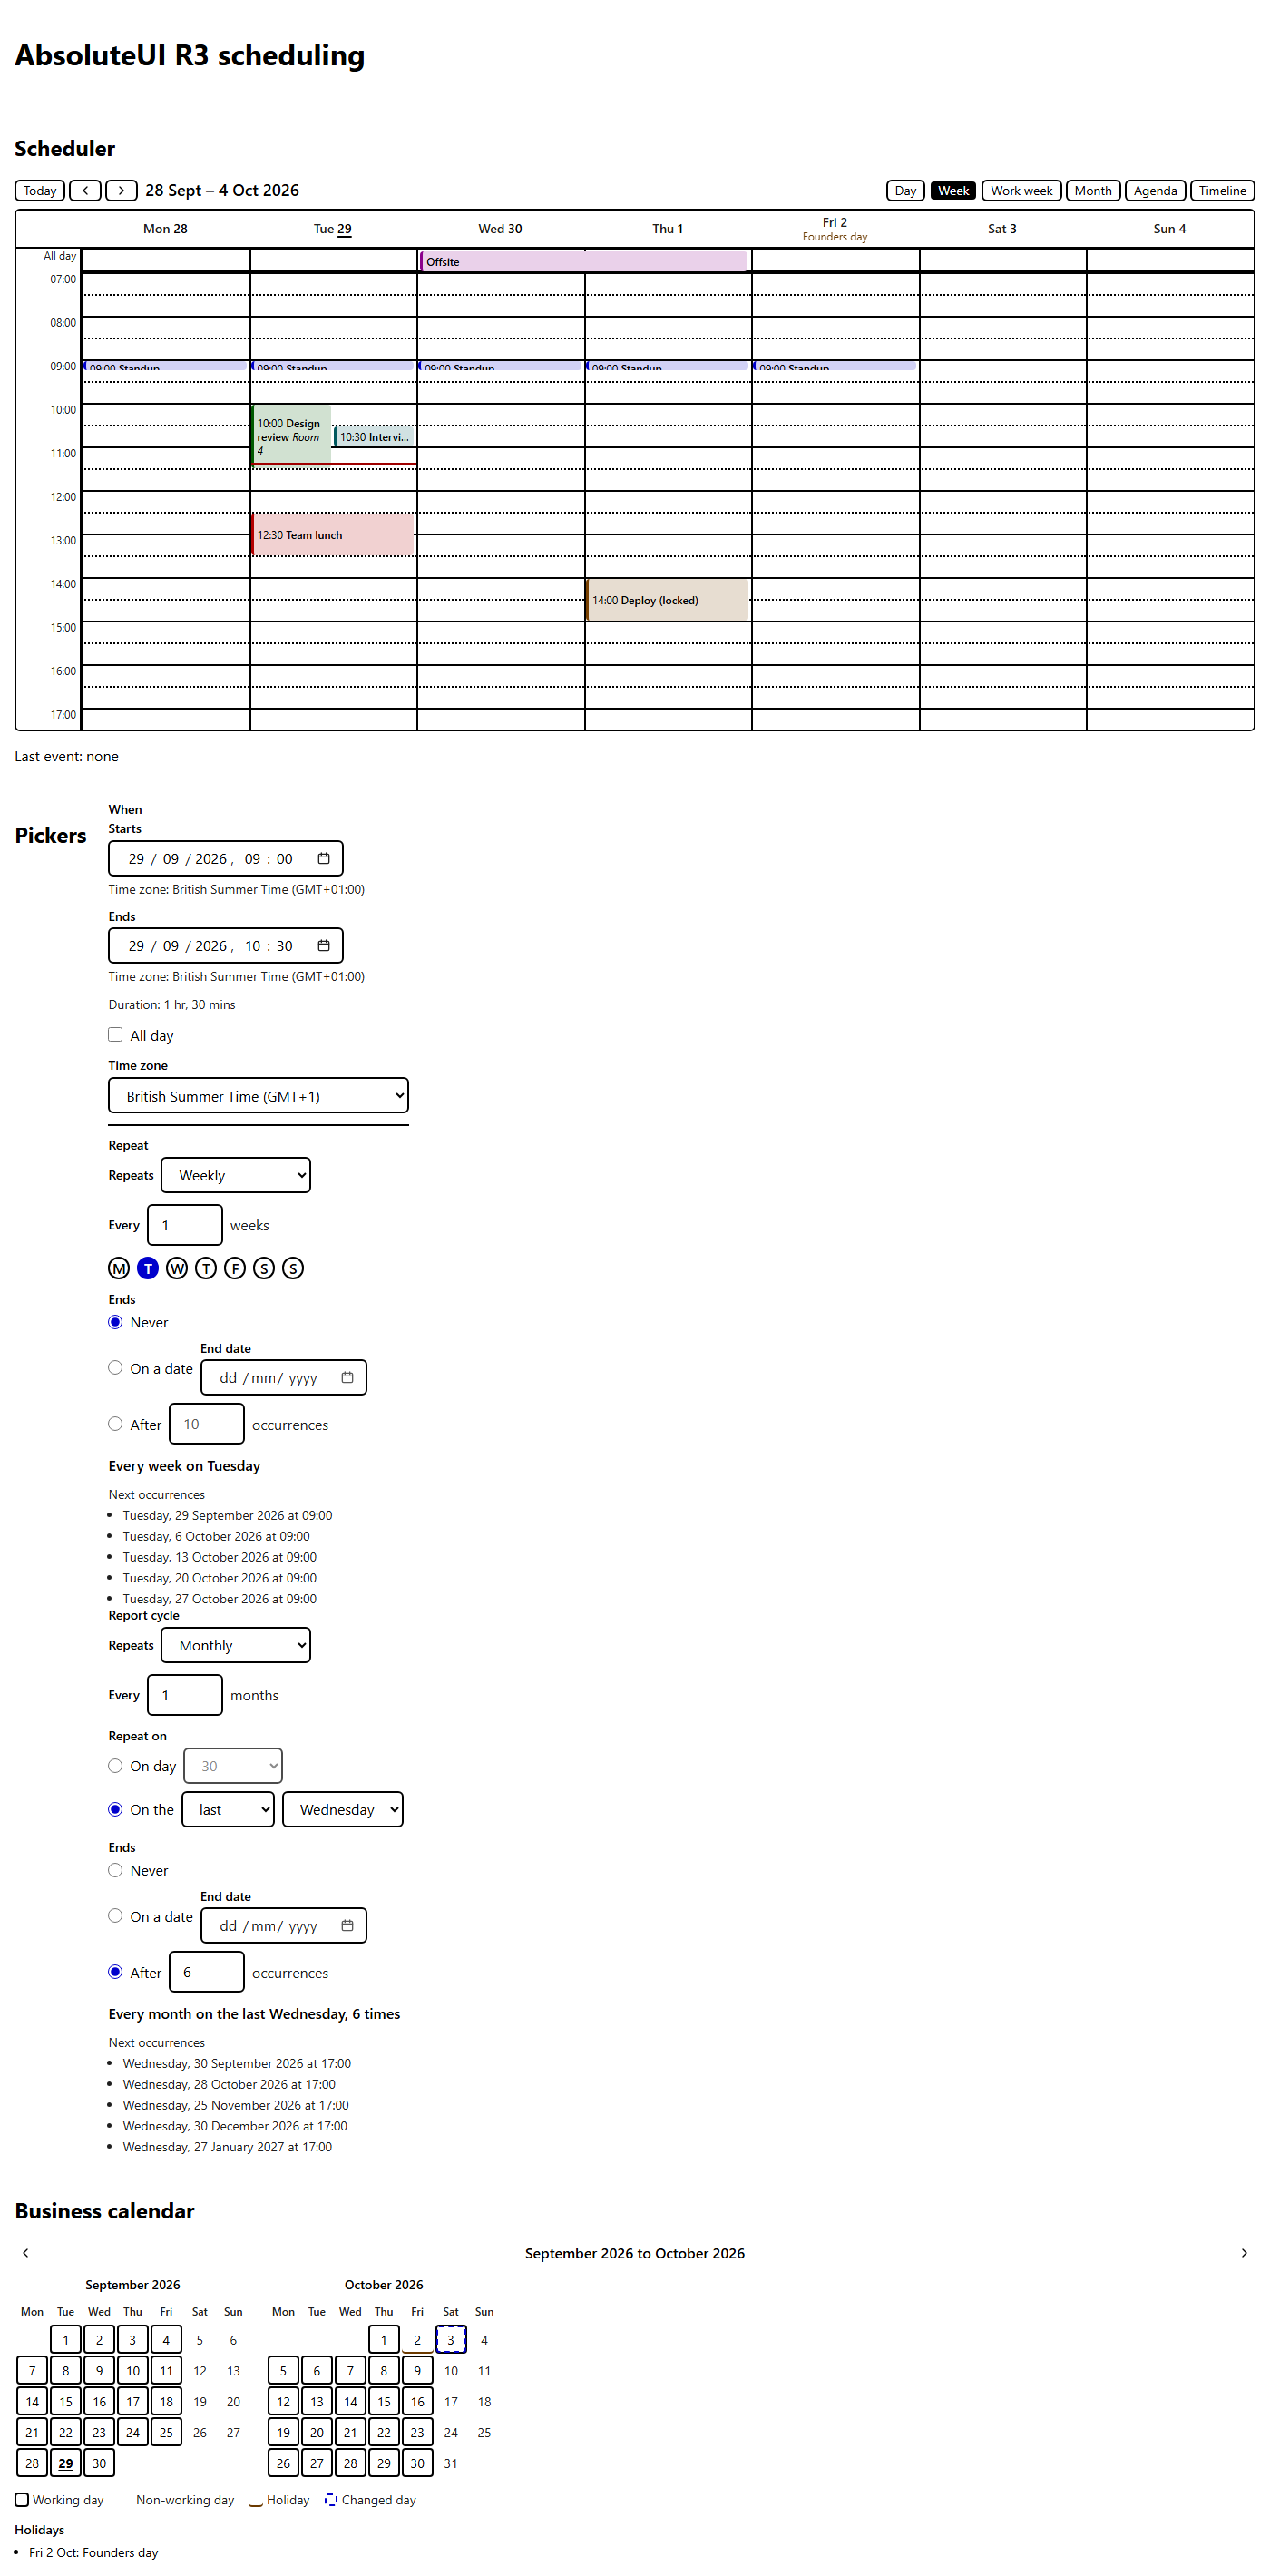 AbsoluteUI R3 scheduling
Scheduler
Today 28 Sept – 4 Oct 2026 Day Week Work week Month Agenda Timeline
Mon 28 Tue 29 Wed 30 Thu 1 Fri 2 Sat 3 Sun 4
Founders day
All day Offsite
07:00
08:00
09:00 09:00 Standup 09:00 Standup 09:00 Standup 09:00 Standup 09:00 Standup
10:00
10:00 Design
review Room
4
10:30 Intervi...
11:00
12:00
12:30 Team lunch
13:00
14:00
14:00 Deploy (locked)
15:00
16:00
17:00
Last event: none
Pickers
When
Starts
29 / 09 / 2026 , 09 : 00
Time zone: British Summer Time (GMT+01:00)
Ends
29 / 09 / 2026 , 10 : 30
Time zone: British Summer Time (GMT+01:00)
Duration: 1 hr, 30 mins
All day
Time zone
British Summer Time (GMT+1)
Repeat
Repeats Weekly
Every 1 weeks
M T W T F S S
Ends
Never
End date
On a date dd / mm / yyyy
After 10 occurrences
Every week on Tuesday
Next occurrences
• Tuesday, 29 September 2026 at 09:00
• Tuesday, 6 October 2026 at 09:00
• Tuesday, 13 October 2026 at 09:00
• Tuesday, 20 October 2026 at 09:00
• Tuesday, 27 October 2026 at 09:00
Report cycle
Repeats Monthly
Every 1 months
Repeat on
On day 30
On the last Wednesday
Ends
Never
End date
On a date dd / mm / yyyy
After 6 occurrences
Every month on the last Wednesday, 6 times
Next occurrences
• Wednesday, 30 September 2026 at 17:00
• Wednesday, 28 October 2026 at 17:00
• Wednesday, 25 November 2026 at 17:00
• Wednesday, 30 December 2026 at 17:00
• Wednesday, 27 January 2027 at 17:00
Business calendar
September 2026 to October 2026
September 2026
Mon Tue Wed Thu Fri Sat Sun
1 2 3 4 5 6
7 8 9 10 11 12 13
14 15 16 17 18 19 20
21 22 23 24 25 26 27
28 29 30
October 2026
Mon Tue Wed Thu Fri Sat Sun
1 2 3 4
5 6 7 8 9 10 11
12 13 14 15 16 17 18
19 20 21 22 23 24 25
26 27 28 29 30 31
Working day Non-working day Holiday Changed day
Holidays
• Fri 2 Oct: Founders day